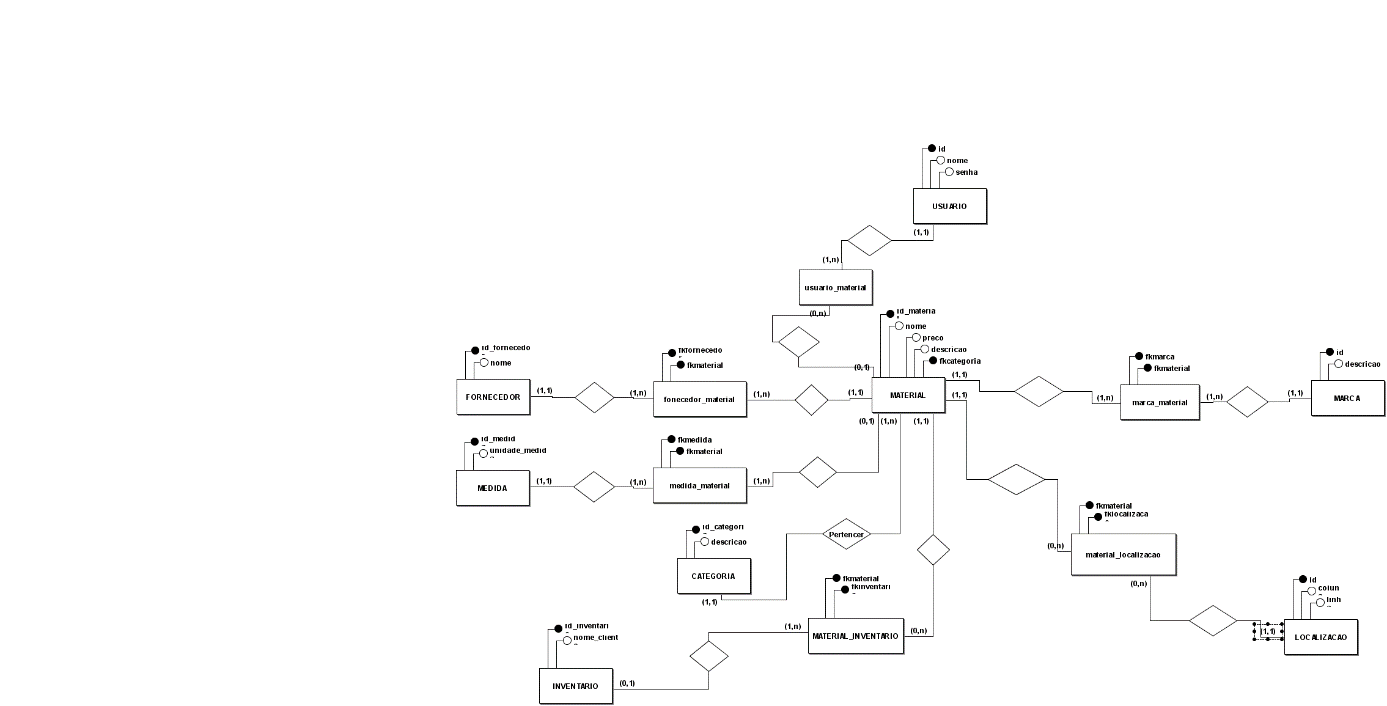 id
nome
senha
USUARIO
(1,1)
(1,n)
usuario_material
(0,n)
(0,1)
id_materia
nome
preco
descricao
fkcategoria
MATERIAL
id_fornecedo
nome
FORNECEDOR
(1,1)
(1,n)
fkfornecedo
fkmaterial
fonecedor_material
(1,n)
(1,1)
(1,1)
(1,n)
fkmarca
fkmaterial
marca_material
(1,n)
(1,1)
id
descricao
MARCA
(0,1)
(1,n)
(1,1)
(1,1)
id_medid
unidade_medid
MEDIDA
(1,1)
(1,n)
fkmedida
fkmaterial
medida_material
(1,n)
id_categori
descricao
CATEGORIA
(1,1)
Pertencer
fkmaterial
fklocalizaca
(0,n)
material_localizacao
(0,n)
id
colun
linh
(1,1)
LOCALIZACAO
fkmaterial
fkinventari
(1,n)
MATERIAL_INVENTARIO
(0,n)
id_inventari
nome_client
INVENTARIO
(0,1)